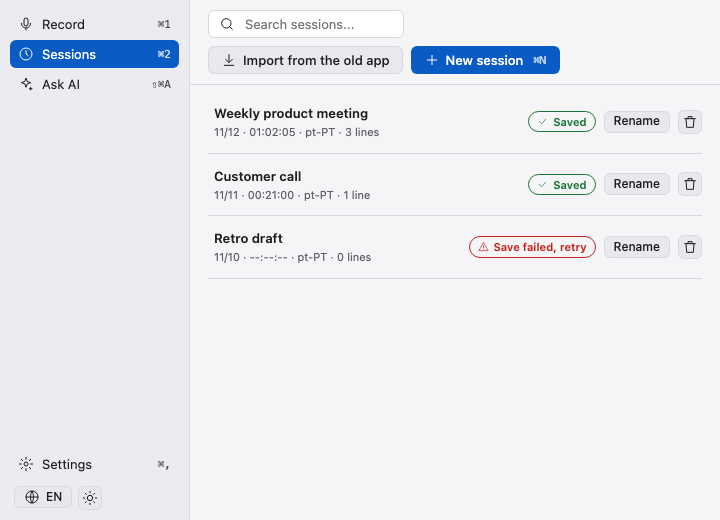 Record ⌘1
Sessions ⌘2
Ask AI ⇧⌘A
Settings ⌘,
EN
Search sessions...
Import from the old app
New session ⌘N
Weekly product meeting
11/12 · 01:02:05 · pt-PT · 3 lines
Saved
Rename
Customer call
11/11 · 00:21:00 · pt-PT · 1 line
Saved
Rename
Retro draft
11/10 · --:--:-- · pt-PT · 0 lines
Save failed, retry
Rename